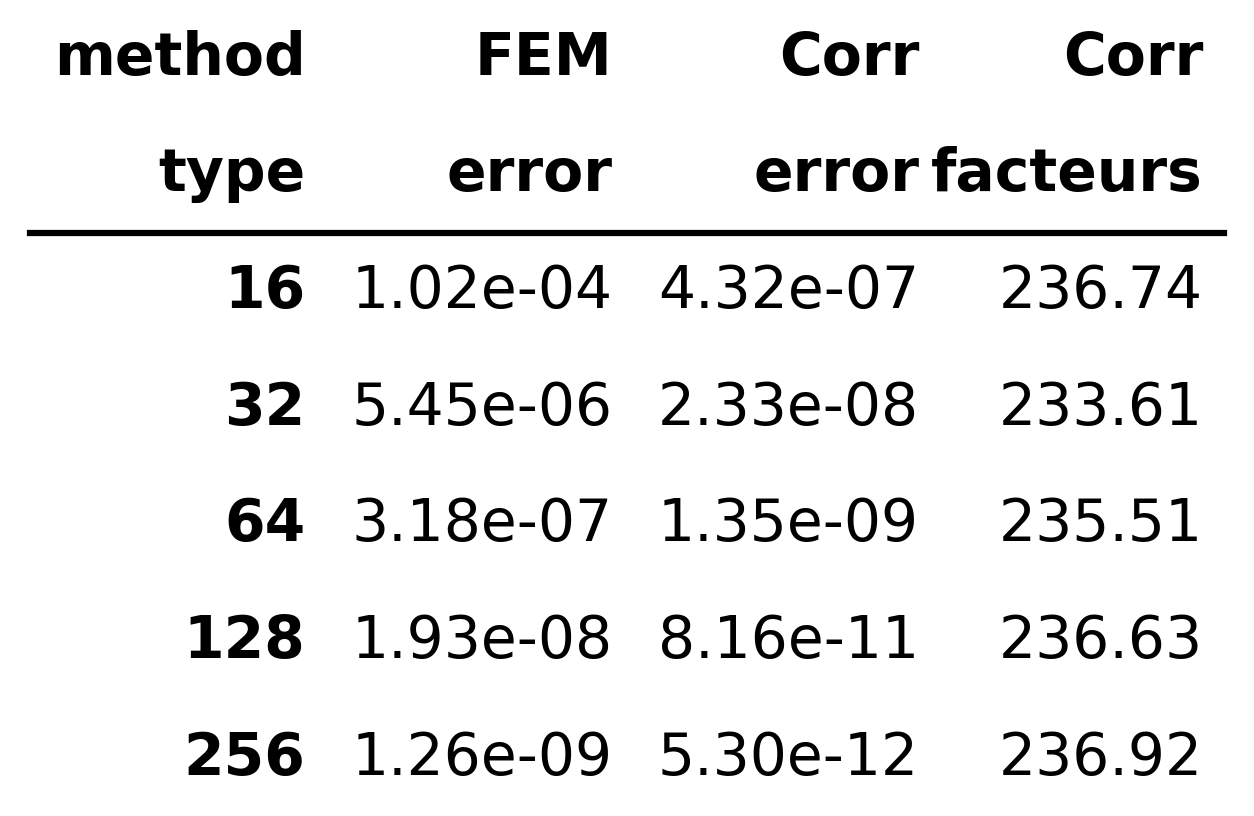 method FEM Corr Corr
type error error facteurs
16 1.02e-04 4.32e-07 236.74
32 5.45e-06 2.33e-08 233.61
64 3.18e-07 1.35e-09 235.51
128 1.93e-08 8.16e-11 236.63
256 1.26e-09 5.30e-12 236.92